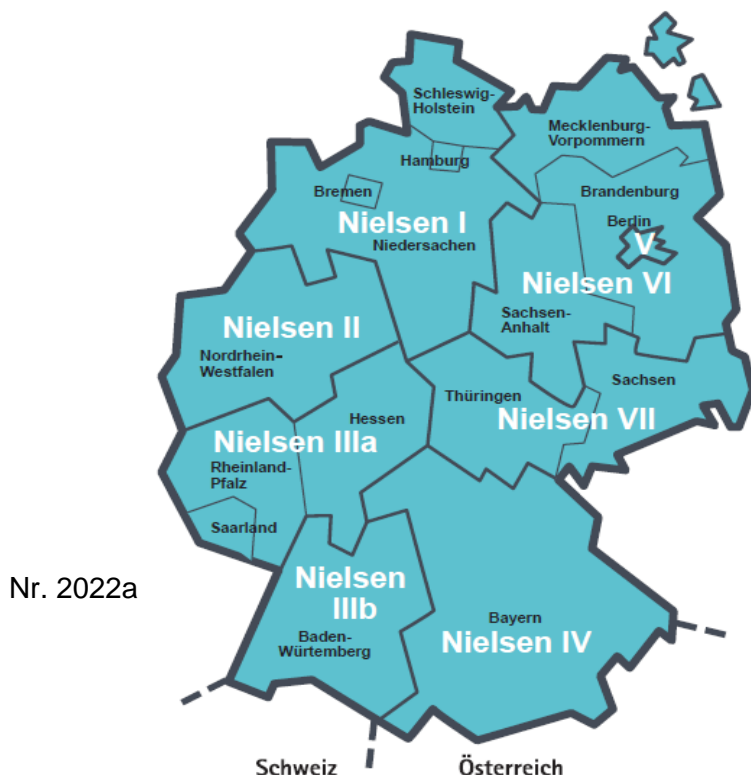 Schleswig-
Holstein
Mecklenburg-
Vorpommern
Hamburg
Bremen
Brandenburg
Berlin
Nielsen I
V
Niedersachen
Nielsen VI
Sachsen-
Anhalt
Nielsen II
Nordrhein-
Westfalen
Sachsen
Thüringen
Hessen
Nielsen VII
Nielsen IIIa
Rheinland-
Pfalz
Saarland
Nr. 2022a
Nielsen
IIIb
Baden-
Würtemberg
Bayern
Nielsen IV
Schweiz
Österreich